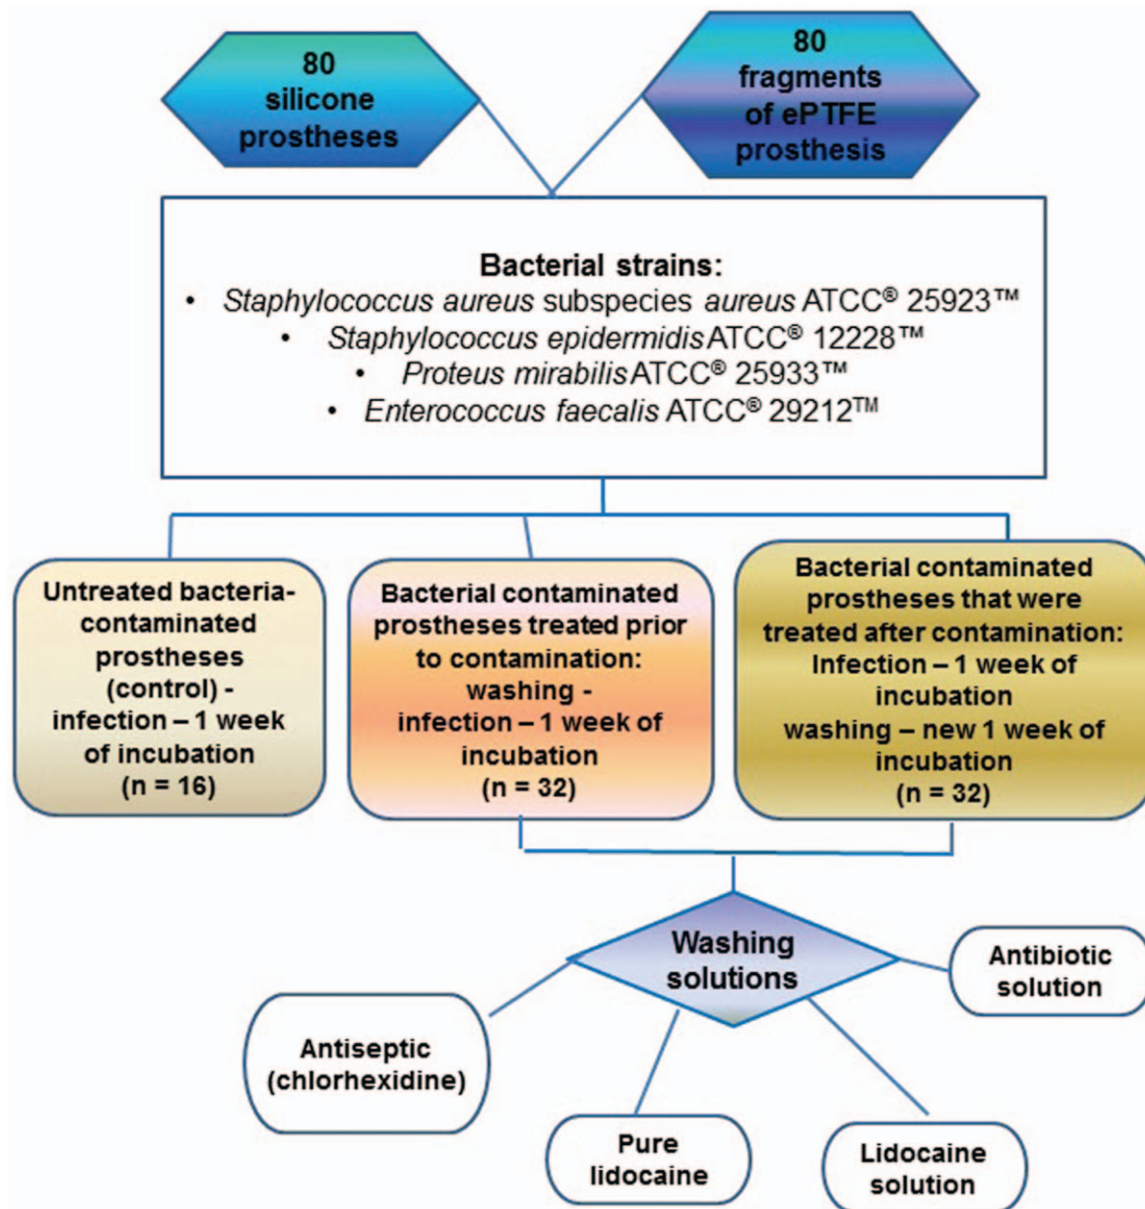 80
silicone
prostheses
80
fragments
of ePTFE
prosthesis
Bacterial strains:
• Staphylococcus aureus subspecies aureus ATCC® 25923™
• Staphylococcus epidermidisATCC® 12228™
• Proteus mirabilisATCC® 25933™
• Enterococcus faecalis ATCC® 29212™
Untreated bacteria-
contaminated
prostheses
(control) -
infection – 1 week
of incubation
(n = 16)
Bacterial contaminated
prostheses treated prior
to contamination:
washing -
infection – 1 week of
incubation
(n = 32)
Bacterial contaminated
prostheses that were
treated after contamination:
Infection – 1 week of
incubation
washing – new 1 week of
incubation
(n = 32)
Washing
solutions
Antibiotic
solution
Antiseptic
(chlorhexidine)
Pure
lidocaine
Lidocaine
solution